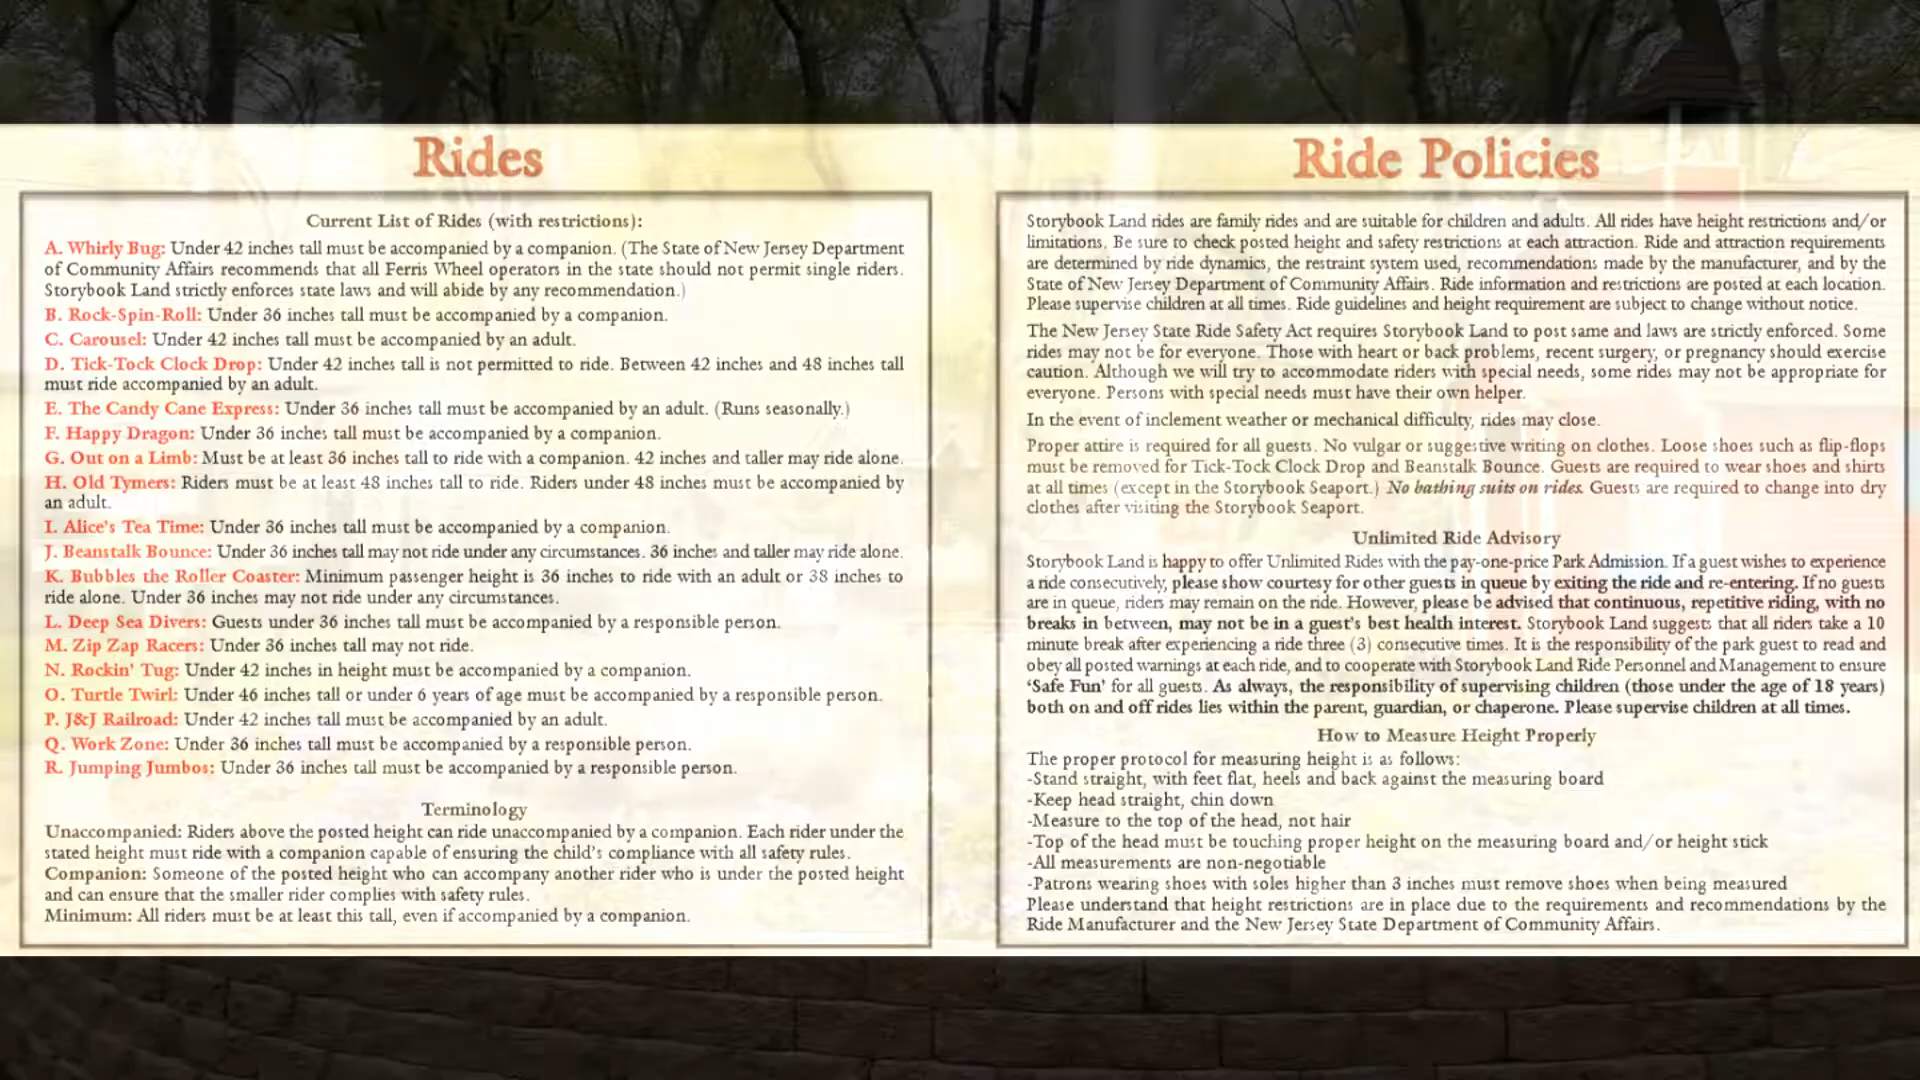 Rides
Current List of Rides (with restrictions):
A. Whirly Bug: Under 42 inches tall must be accompanied by a companion. (The State of New Jersey Department
of Community Affairs recommends that all Ferris Wheel operators in the state should not permit single riders.
Storybook Land strictly enforces state laws and will abide by any recommendation.)
B. Rock-Spin-Roll: Under 36 inches tall must be accompanied by a companion.
C. Carousel: Under 42 inches tall must be accompanied by an adult.
D. Tick-Tock Clock Drop: Under 42 inches tall is not permitted to ride. Between 42 inches and 48 inches tall
must ride accompanied by an adult.
E. The Candy Cane Express: Under 36 inches tall must be accompanied by an adult. (Runs seasonally.)
F. Happy Dragon: Under 36 inches tall must be accompanied by a companion.
G. Out on a Limb: Must be at least 36 inches tall to ride with a companion. 42 inches and taller may ride alone.
H. Old Tymers: Riders must be at least 48 inches tall to ride. Riders under 48 inches must be accompanied by
an adult.
I. Alice's Tea Time: Under 36 inches tall must be accompanied by a companion.
J. Beanstalk Bounce: Under 36 inches tall may not ride under any circumstances. 36 inches and taller may ride alone.
K. Bubbles the Roller Coaster: Minimum passenger height is 36 inches to ride with an adult or 38 inches to
ride alone. Under 36 inches may not ride under any circumstances.
L. Deep Sea Divers: Guests under 36 inches tall must be accompanied by a responsible person.
M. Zip Zap Racers: Under 36 inches tall may not ride.
N. Rockin' Tug: Under 42 inches in height must be accompanied by a companion.
O. Turtle Twirl: Under 46 inches tall or under 6 years of age must be accompanied by a responsible person.
P. J&J Railroad: Under 42 inches tall must be accompanied by an adult.
Q. Work Zone: Under 36 inches tall must be accompanied by a responsible person.
R. Jumping Jumbos: Under 36 inches tall must be accompanied by a responsible person.
Terminology
Unaccompanied: Riders above the posted height can ride unaccompanied by a companion. Each rider under the
stated height must ride with a companion capable of ensuring the child's compliance with all safety rules.
Companion: Someone of the posted height who can accompany another rider who is under the posted height
and can ensure that the smaller rider complies with safety rules.
Minimum: All riders must be at least this tall, even if accompanied by a companion.
Ride Policies
Storybook Land rides are family rides and are suitable for children and adults. All rides have height restrictions and/or
limitations. Be sure to check posted height and safety restrictions at each attraction. Ride and attraction requirements
are determined by ride dynamics, the restraint system used, recommendations made by the manufacturer, and by the
State of New Jersey Department of Community Affairs. Ride information and restrictions are posted at each location.
Please supervise children at all times. Ride guidelines and height requirement are subject to change without notice.
The New Jersey State Ride Safety Act requires Storybook Land to post same and laws are strictly enforced. Some
rides may not be for everyone. Those with heart or back problems, recent surgery, or pregnancy should exercise
caution. Although we will try to accommodate riders with special needs, some rides may not be appropriate for
everyone. Persons with special needs must have their own helper.
In the event of inclement weather or mechanical difficulty, rides may close.
Proper attire is required for all guests. No vulgar or suggestive writing on clothes. Loose shoes such as flip-flops
must be removed for Tick-Tock Clock Drop and Beanstalk Bounce. Guests are required to wear shoes and shirts
at all times (except in the Storybook Seaport.) No bathing suits on rides. Guests are required to change into dry
clothes after visiting the Storybook Seaport.
Unlimited Ride Advisory
Storybook Land is happy to offer Unlimited Rides with the pay-one-price Park Admission. If a guest wishes to experience
a ride consecutively, please show courtesy for other guests in queue by exiting the ride and re-entering. If no guests
are in queue, riders may remain on the ride. However, please be advised that continuous, repetitive riding, with no
breaks in between, may not be in a guest's best health interest. Storybook Land suggests that all riders take a 10
minute break after experiencing a ride three (3) consecutive times. It is the responsibility of the park guest to read and
obey all posted warnings at each ride, and to cooperate with Storybook Land Ride Personnel and Management to ensure
'Safe Fun' for all guests. As always, the responsibility of supervising children (those under the age of 18 years)
both on and off rides lies within the parent, guardian, or chaperone. Please supervise children at all times.
How to Measure Height Properly
The proper protocol for measuring height is as follows:
-Stand straight, with feet flat, heels and back against the measuring board
-Keep head straight, chin down
-Measure to the top of the head, not hair
-Top of the head must be touching proper height on the measuring board and/or height stick
-All measurements are non-negotiable
-Patrons wearing shoes with soles higher than 3 inches must remove shoes when being measured
Please understand that height restrictions are in place due to the requirements and recommendations by the
Ride Manufacturer and the New Jersey State Department of Community Affairs.